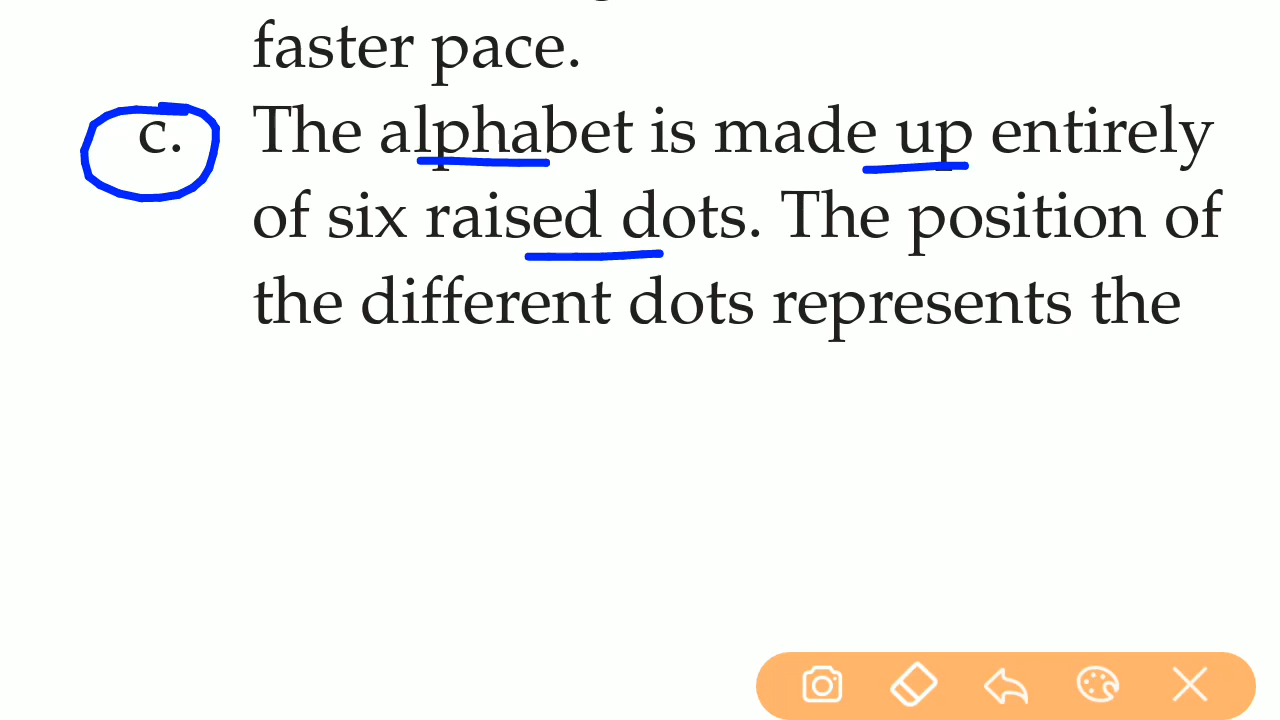 faster pace.
c. The alphabet is made up entirely
of six raised dots. The position of
the different dots represents the